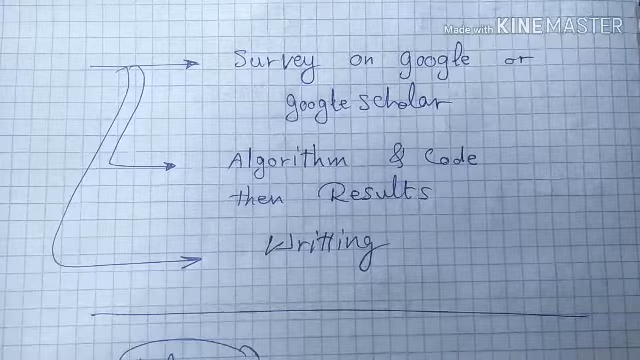 Made with KINEMASTER
Survey on google or
google scholar
Algorithm & Code
then Results
Writting